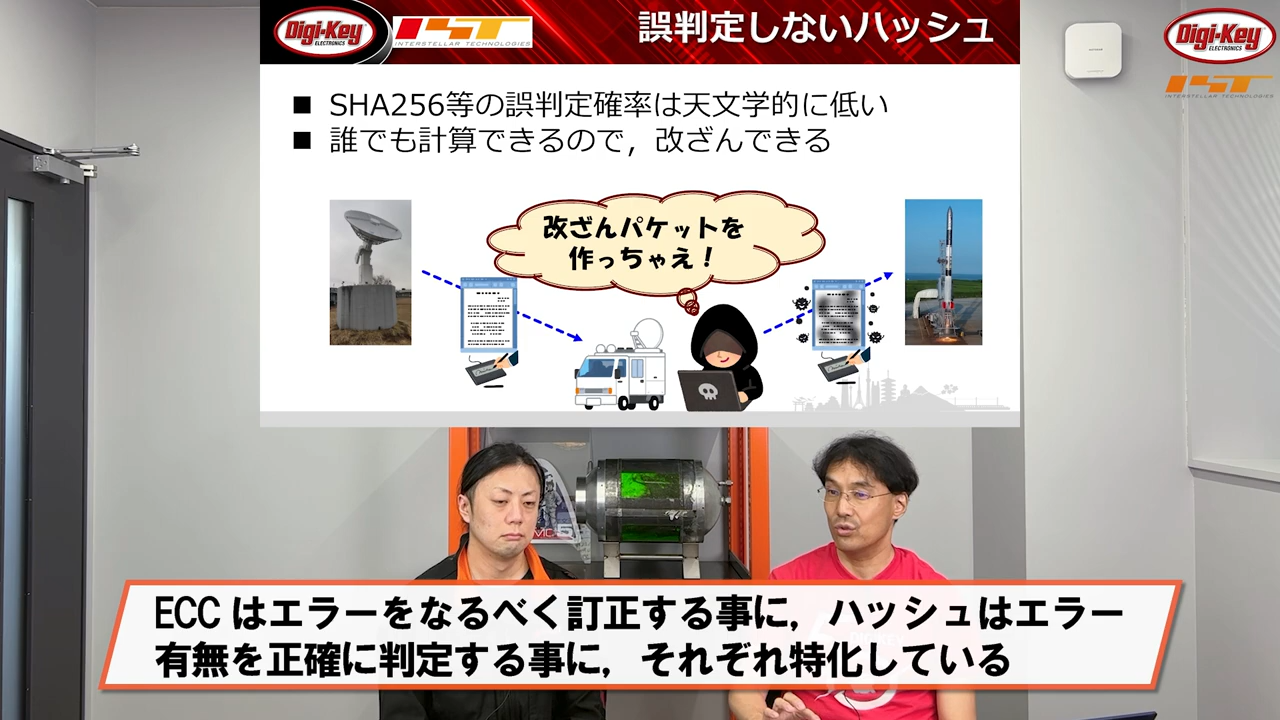 Digi-Key
ELECTRONICS
IST
INTERSTELLAR TECHNOLOGIES
誤判定しないハッシュ
Digi-Key
ELECTRONICS
IST
INTERSTELLAR TECHNOLOGIES
■ SHA256等の誤判定確率は天文学的に低い
■ 誰でも計算できるので，改ざんできる
改ざんパケットを
作っちゃえ！
ECC はエラーをなるべく訂正する事に，ハッシュはエラー
有無を正確に判定する事に，それぞれ特化している